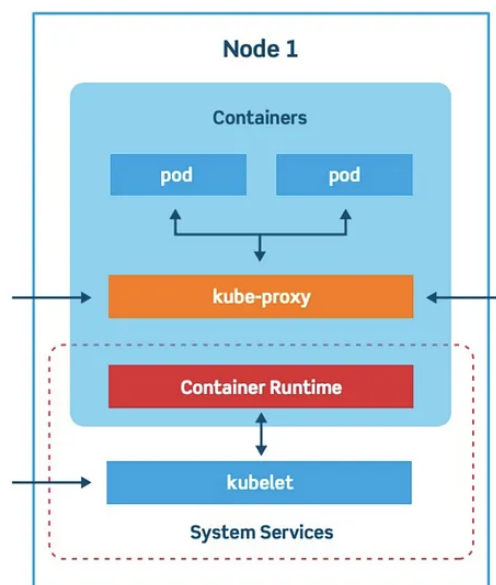 Node 1
Containers
pod pod
kube-proxy
Container Runtime
kubelet
System Services